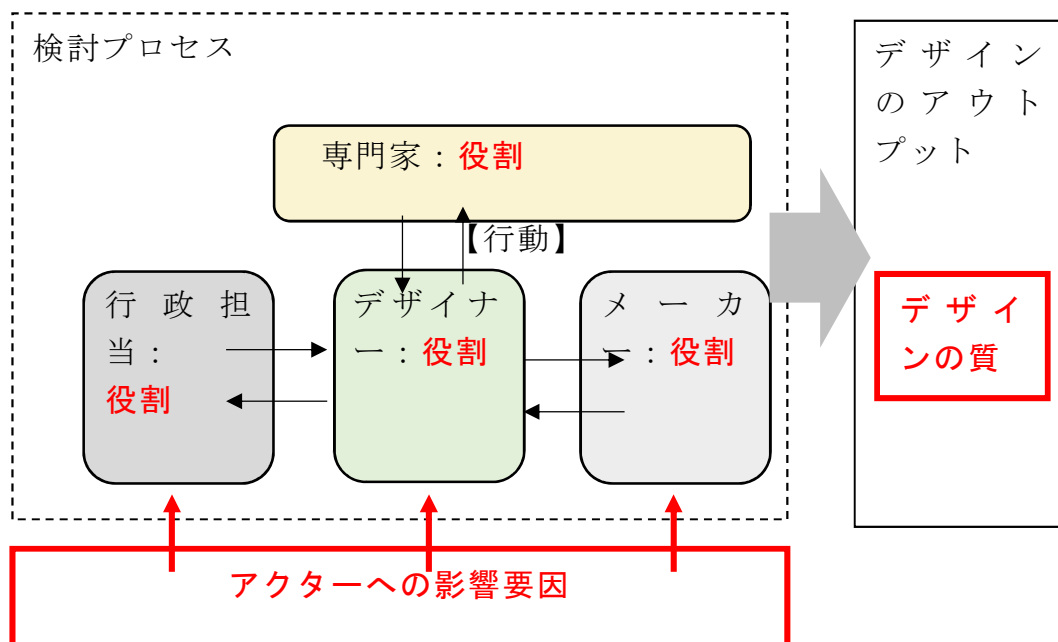 検討プロセス
専門家：役割
【行動】
行政担
当：
役割
デザイナ
ー：役割
メーカ
ー：役割
デザイン
のアウト
プット
デザイ
ンの質
アクターへの影響要因